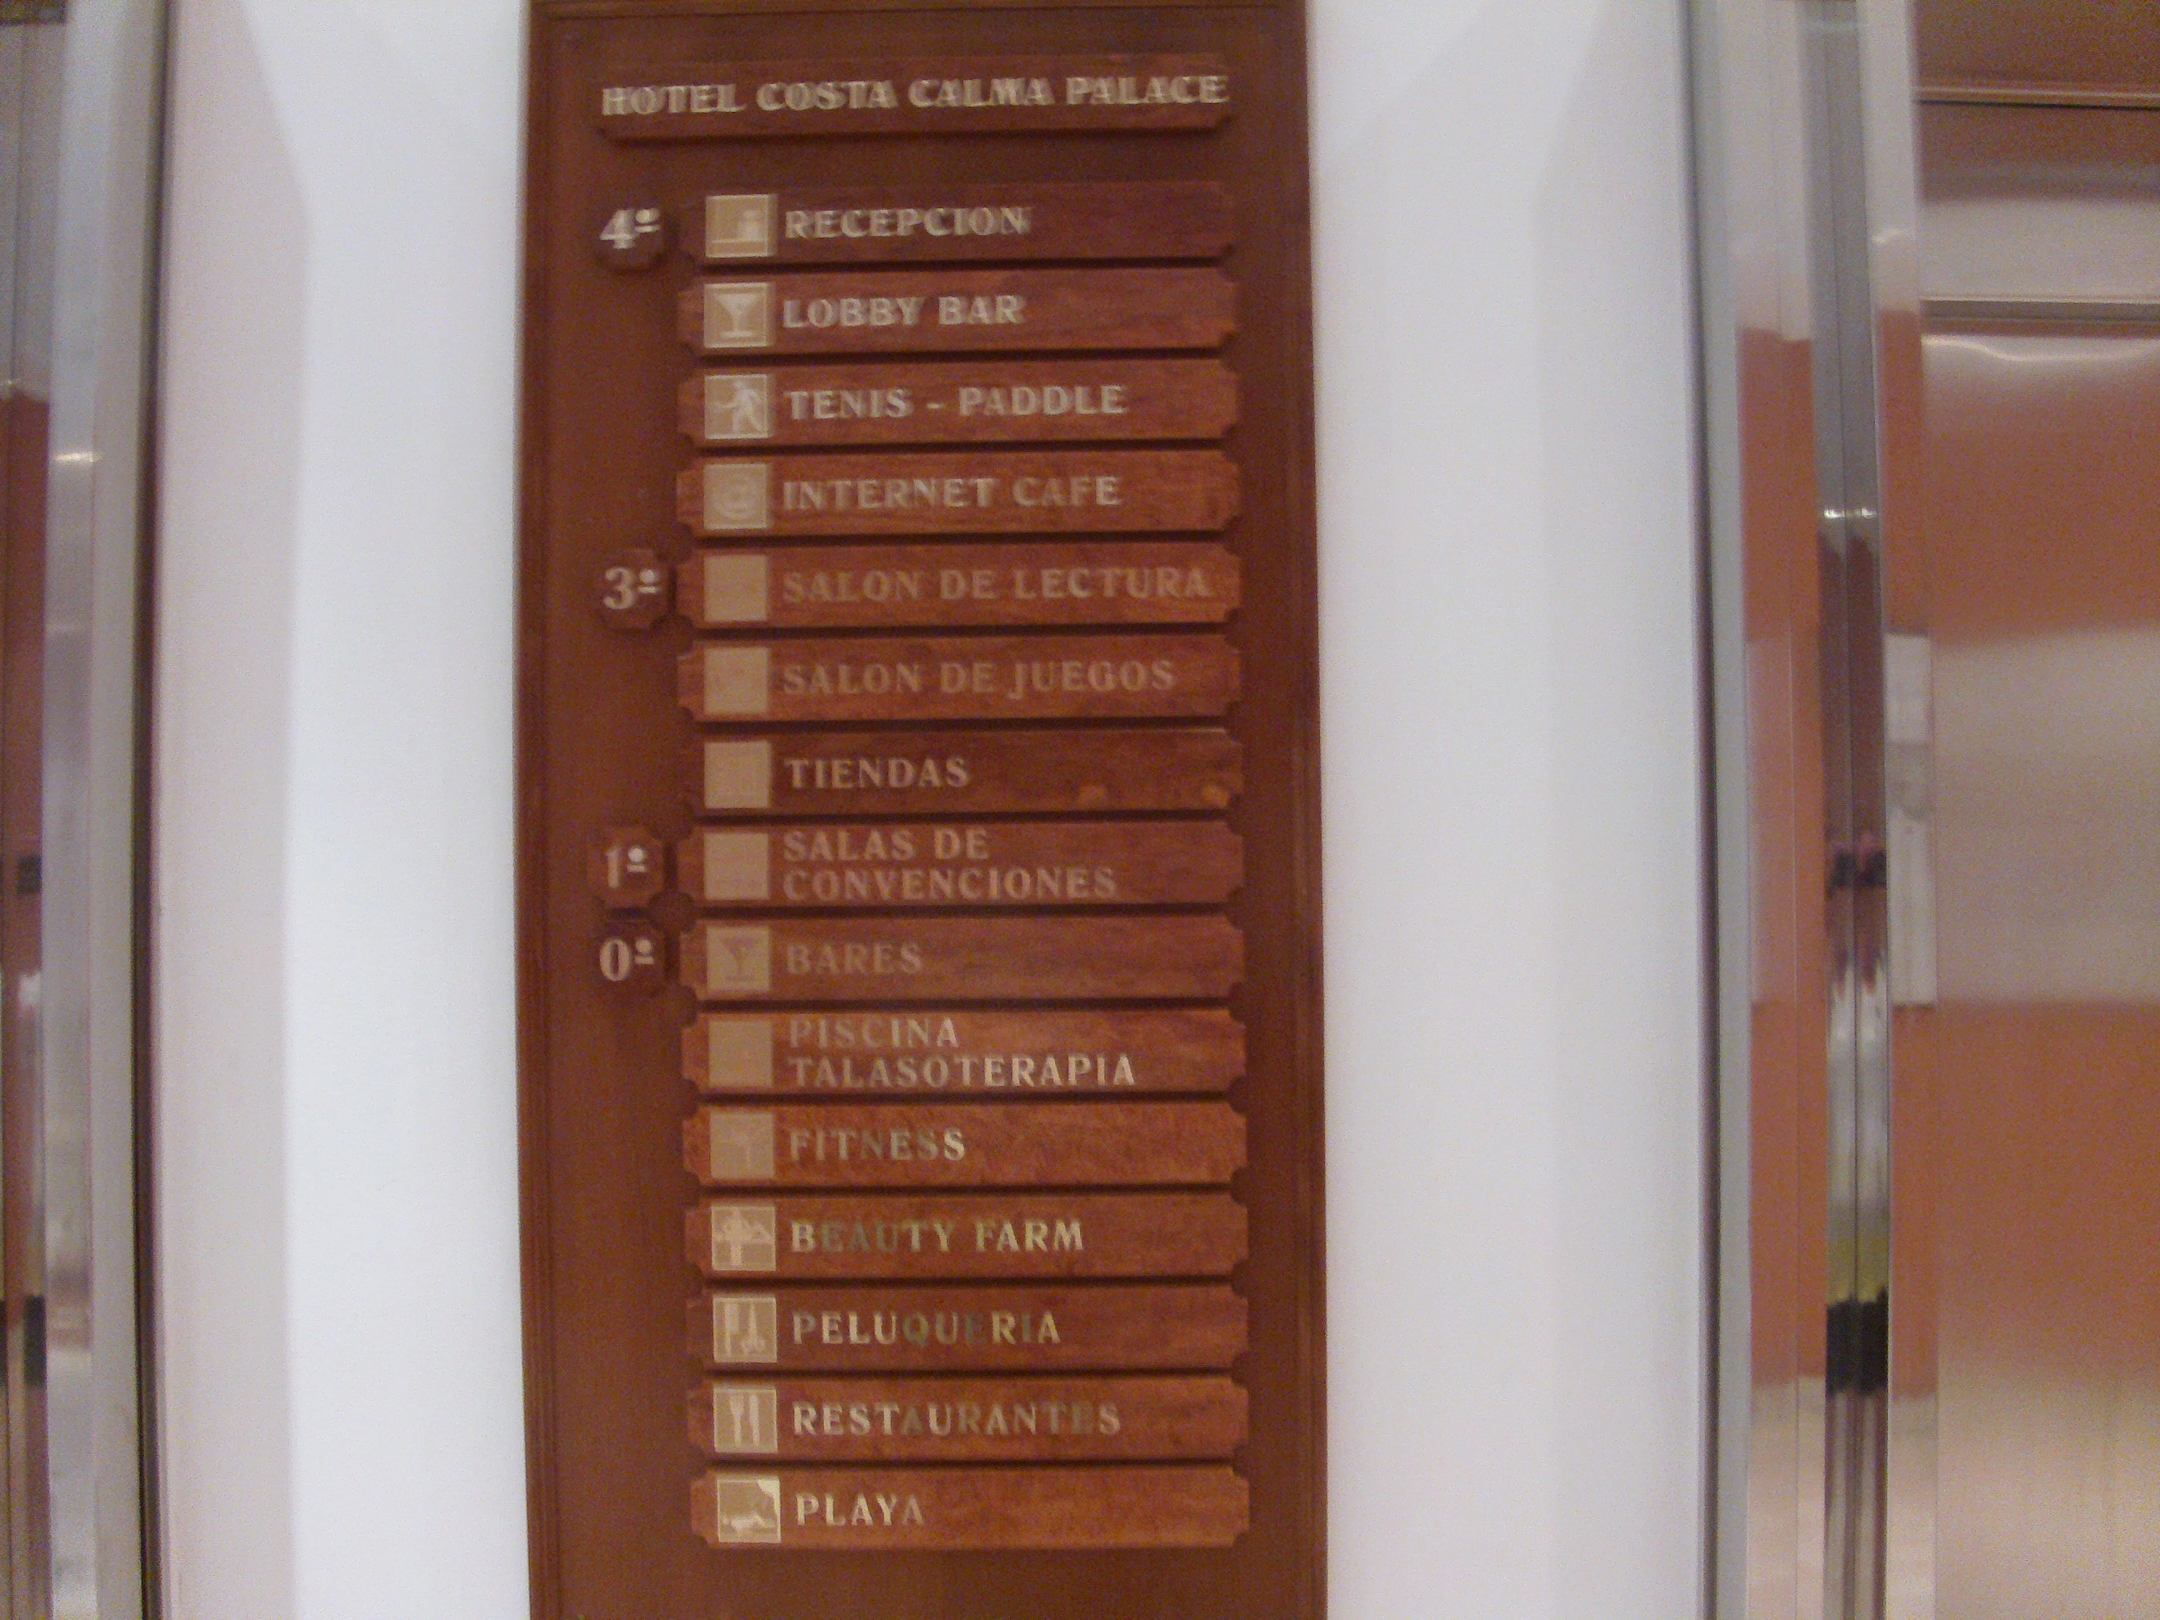 HOTEL COSTA CALMA PALACE
4º RECEPCION
LOBBY BAR
TENIS - PADDLE
@ INTERNET CAFE
3º SALON DE LECTURA
SALON DE JUEGOS
TIENDAS
1º SALAS DE
CONVENCIONES
0º BARES
PISCINA
TALASOTERAPIA
FITNESS
BEAUTY FARM
PELUQUERIA
RESTAURANTES
PLAYA